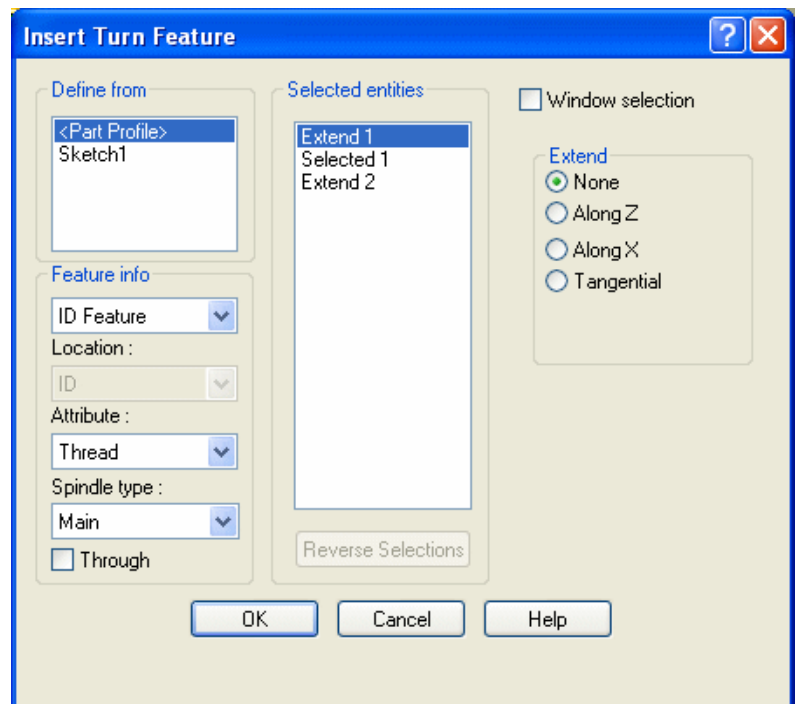 Insert Turn Feature
Define from
<Part Profile>
Sketch1
Feature info
ID Feature
Location :
ID
Attribute :
Thread
Spindle type :
Main
Through
Selected entities
Extend 1
Selected 1
Extend 2
Reverse Selections
Window selection
Extend
None
Along Z
Along X
Tangential
OK
Cancel
Help